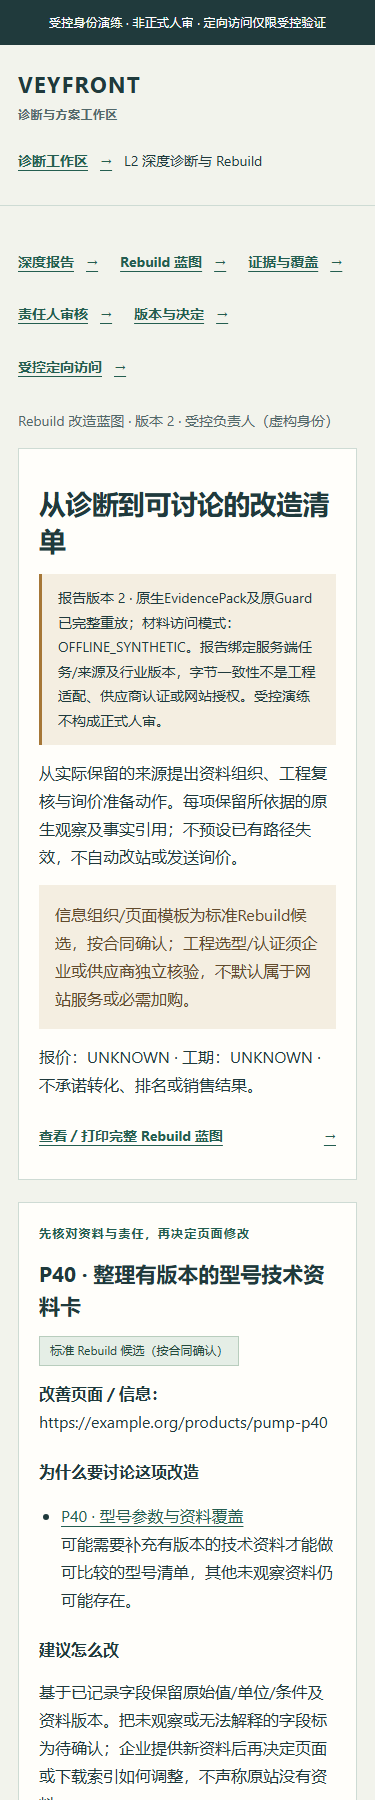 受控身份演练 · 非正式人审 · 定向访问仅限受控验证
VEYFRONT
诊断与方案工作区
诊断工作区 → L2 深度诊断与 Rebuild
深度报告 → Rebuild 蓝图 → 证据与覆盖 →
责任人审核 → 版本与决定 →
受控定向访问 →
Rebuild 改造蓝图 · 版本 2 · 受控负责人（虚构身份）
从诊断到可讨论的改造清
单
报告版本 2 · 原生EvidencePack及原Guard
已完整重放；材料访问模式：
OFFLINE_SYNTHETIC。报告绑定服务端任
务/来源及行业版本，字节一致性不是工程
适配、供应商认证或网站授权。受控演练
不构成正式人审。
从实际保留的来源提出资料组织、工程复
核与询价准备动作。每项保留所依据的原
生观察及事实引用；不预设已有路径失
效，不自动改站或发送询价。
信息组织/页面模板为标准Rebuild候
选，按合同确认；工程选型/认证须企
业或供应商独立核验，不默认属于网
站服务或必需加购。
报价：UNKNOWN · 工期：UNKNOWN ·
不承诺转化、排名或销售结果。
查看 / 打印完整 Rebuild 蓝图 →
先核对资料与责任，再决定页面修改
P40 · 整理有版本的型号技术资
料卡
标准 Rebuild 候选（按合同确认）
改善页面 / 信息：
https://example.org/products/pump-p40
为什么要讨论这项改造
P40 · 型号参数与资料覆盖
可能需要补充有版本的技术资料才能做
可比较的型号清单，其他未观察资料仍
可能存在。
建议怎么改
基于已记录字段保留原始值/单位/条件及
资料版本。把未观察或无法解释的字段标
为待确认；企业提供新资料后再决定页面
或下载索引如何调整，不声称原站没有资